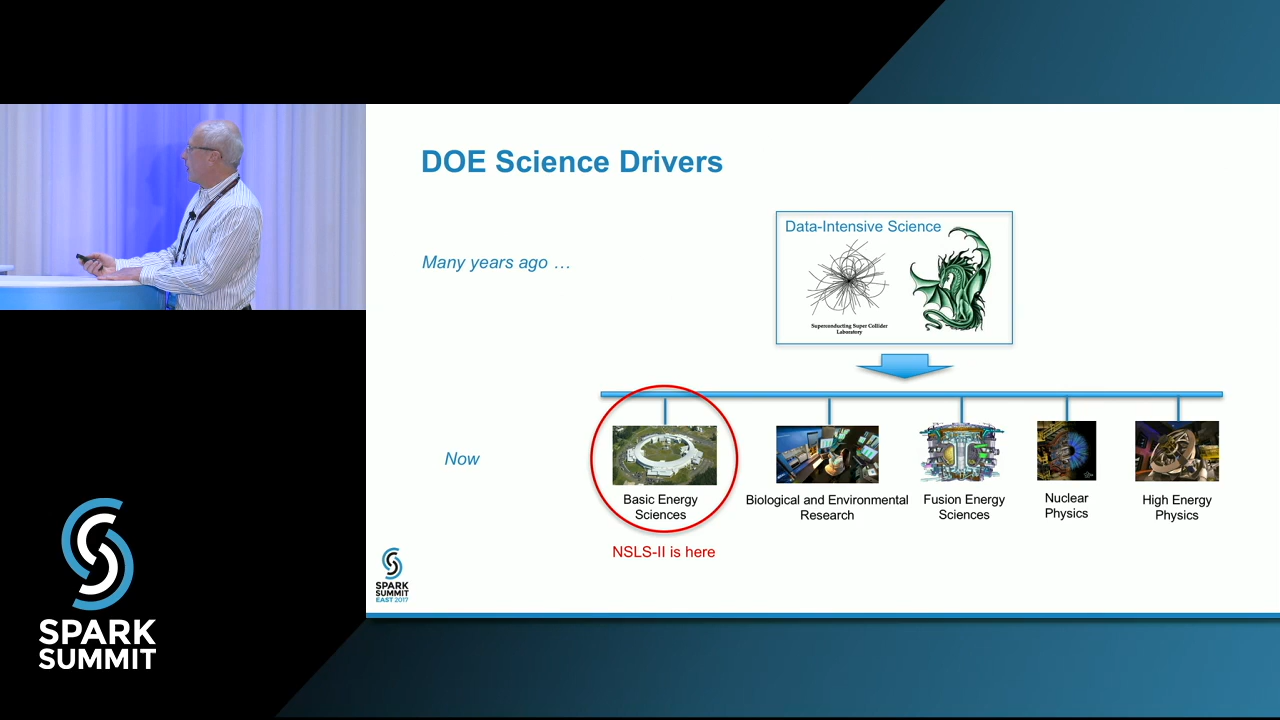 DOE Science Drivers
Data-Intensive Science
Many years ago …
Superconducting Super Collider
Laboratory
Now
Basic Energy
Sciences
Biological and Environmental
Research
Fusion Energy
Sciences
Nuclear
Physics
High Energy
Physics
NSLS-II is here
SPARK
SUMMIT
EAST 2017
SPARK
SUMMIT